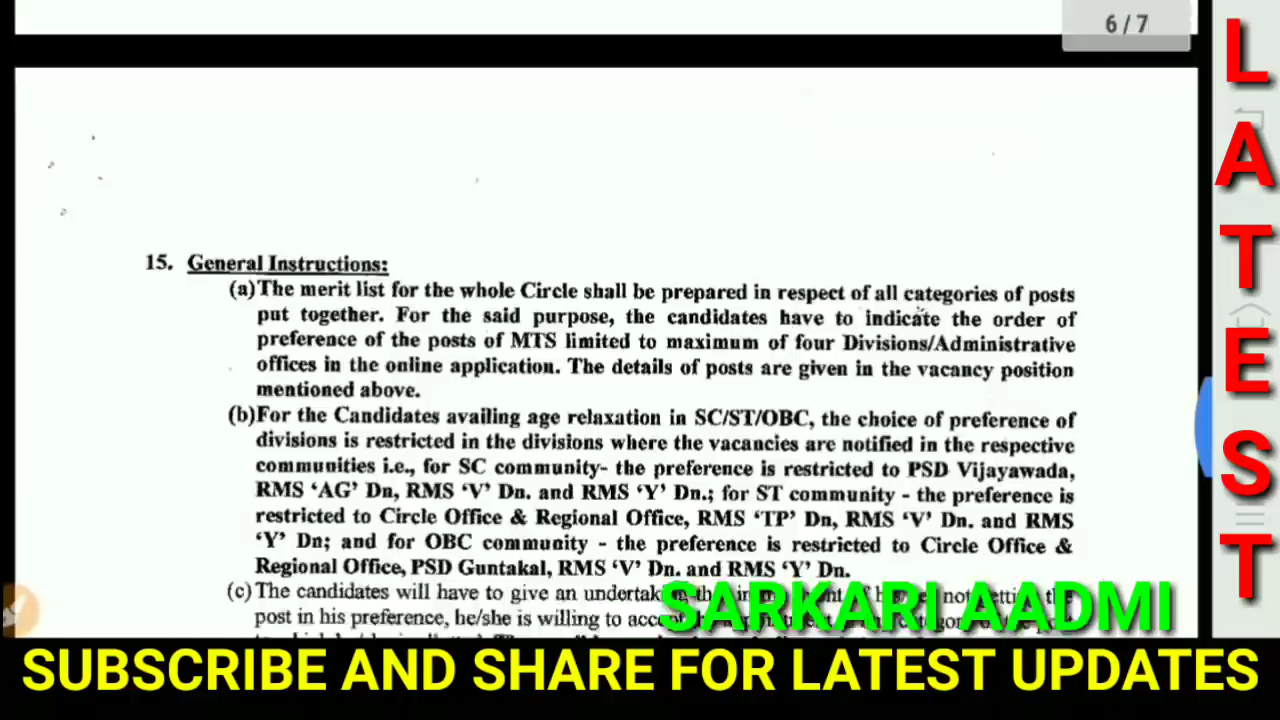 6 / 7
15. General Instructions:
(a)The merit list for the whole Circle shall be prepared in respect of all categories of posts
put together. For the said purpose, the candidates have to indicate the order of
preference of the posts of MTS limited to maximum of four Divisions/Administrative
offices in the online application. The details of posts are given in the vacancy position
mentioned above.
(b)For the Candidates availing age relaxation in SC/ST/OBC, the choice of preference of
divisions is restricted in the divisions where the vacancies are notified in the respective
communities i.e., for SC community- the preference is restricted to PSD Vijayawada,
RMS ‘AG’ Dn, RMS ‘V’ Dn. and RMS ‘Y’ Dn.; for ST community - the preference is
restricted to Circle Office & Regional Office, RMS ‘TP’ Dn, RMS ‘V’ Dn. and RMS
‘Y’ Dn; and for OBC community - the preference is restricted to Circle Office &
Regional Office, PSD Guntakal, RMS ‘V’ Dn. and RMS ‘Y’ Dn.
(c)The candidates will have to give an
post in his preference, he/she is willing to
SARKARI AADMI
SUBSCRIBE AND SHARE FOR LATEST UPDATES
LATEST